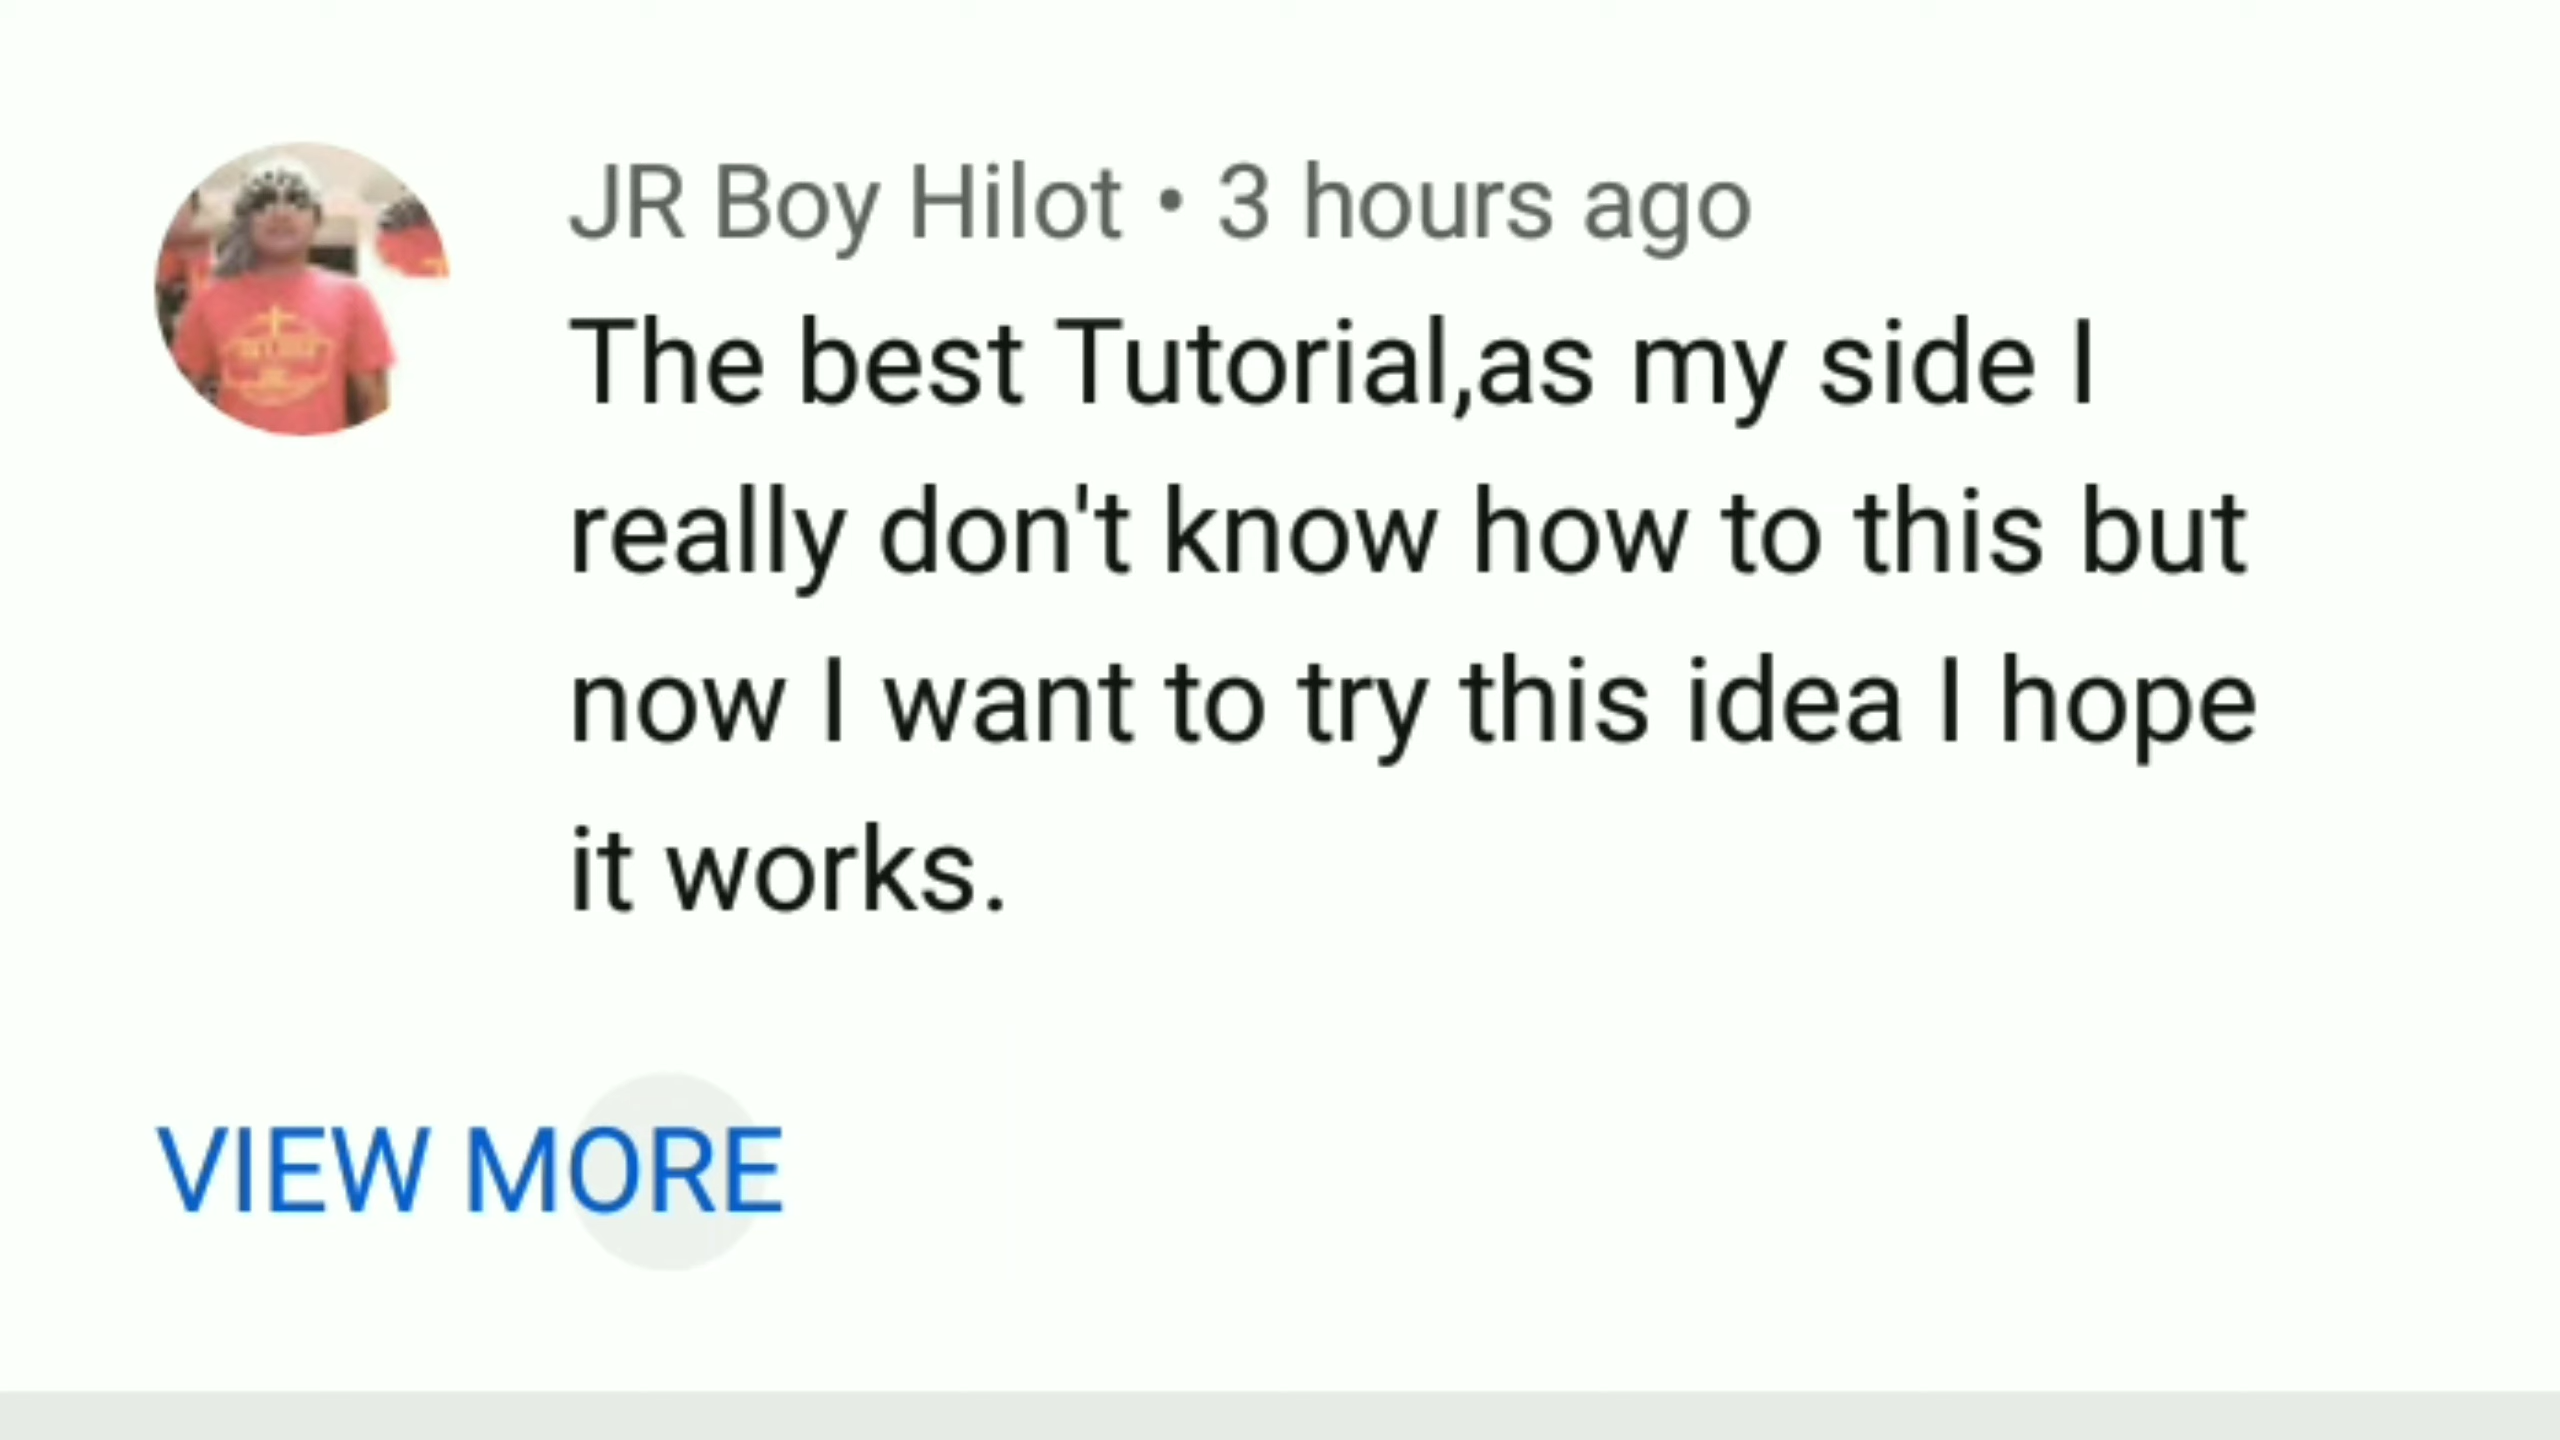 JR Boy Hilot • 3 hours ago
The best Tutorial,as my side I
really don't know how to this but
now I want to try this idea I hope
it works.
VIEW MORE